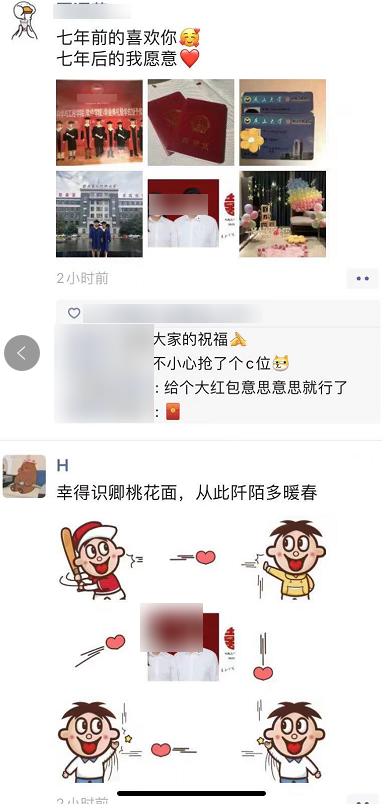 七年前的喜欢你🥰
七年后的我愿意❤️
2小时前
大家的祝福🙏
不小心抢了个c位🐱
: 给个大红包意思意思就行了
: 🧧
H
幸得识卿桃花面，从此阡陌多暖春
2小时前